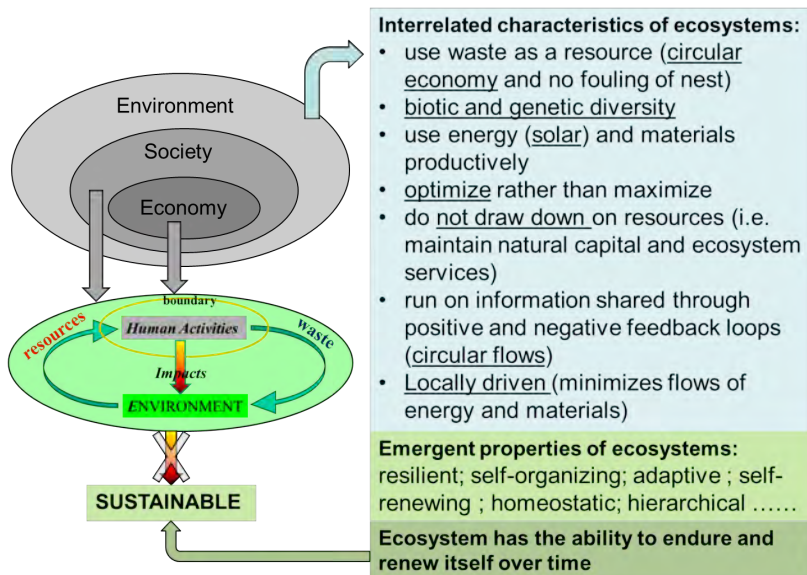 Environment
Society
Economy
boundary
resources
Human Activities
waste
Impacts
ENVIRONMENT
SUSTAINABLE
Interrelated characteristics of ecosystems:
• use waste as a resource (circular
economy and no fouling of nest)
• biotic and genetic diversity
• use energy (solar) and materials
productively
• optimize rather than maximize
• do not draw down on resources (i.e.
maintain natural capital and ecosystem
services)
• run on information shared through
positive and negative feedback loops
(circular flows)
• Locally driven (minimizes flows of
energy and materials)
Emergent properties of ecosystems:
resilient; self-organizing; adaptive ; self-
renewing ; homeostatic; hierarchical ……
Ecosystem has the ability to endure and
renew itself over time